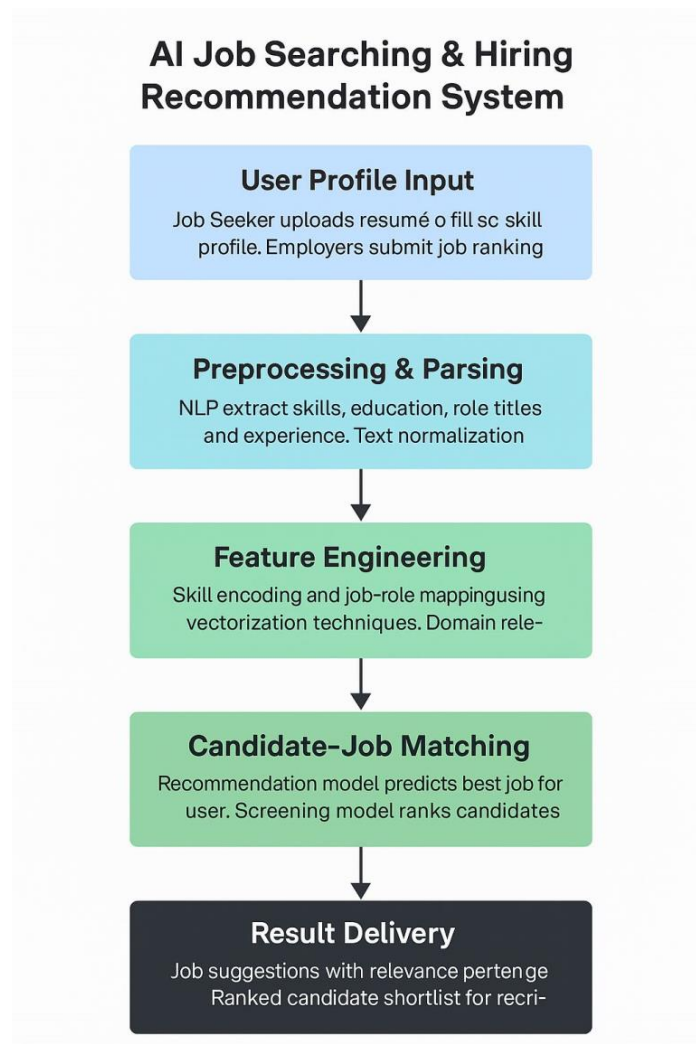 AI Job Searching & Hiring
Recommendation System
User Profile Input
Job Seeker uploads resumé o fill sc skill
profile. Employers submit job ranking
Preprocessing & Parsing
NLP extract skills, education, role titles
and experience. Text normalization
Feature Engineering
Skill encoding and job-role mappingusing
vectorization techniques. Domain rele-
Candidate-Job Matching
Recommendation model predicts best job for
user. Screening model ranks candidates
Result Delivery
Job suggestions with relevance pertenge
Ranked candidate shortlist for recri-